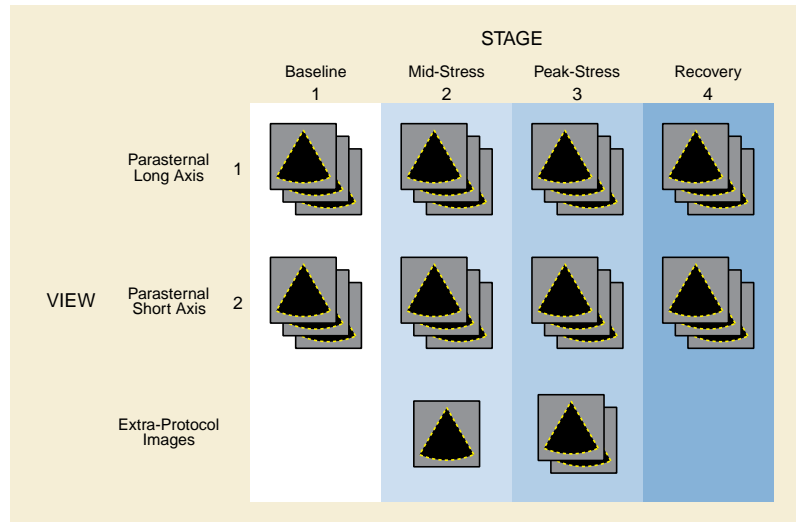 STAGE
Baseline
Mid-Stress
Peak-Stress
Recovery
1
2
3
4
Parasternal
Long Axis
1
VIEW
Parasternal
Short Axis
2
Extra-Protocol
Images